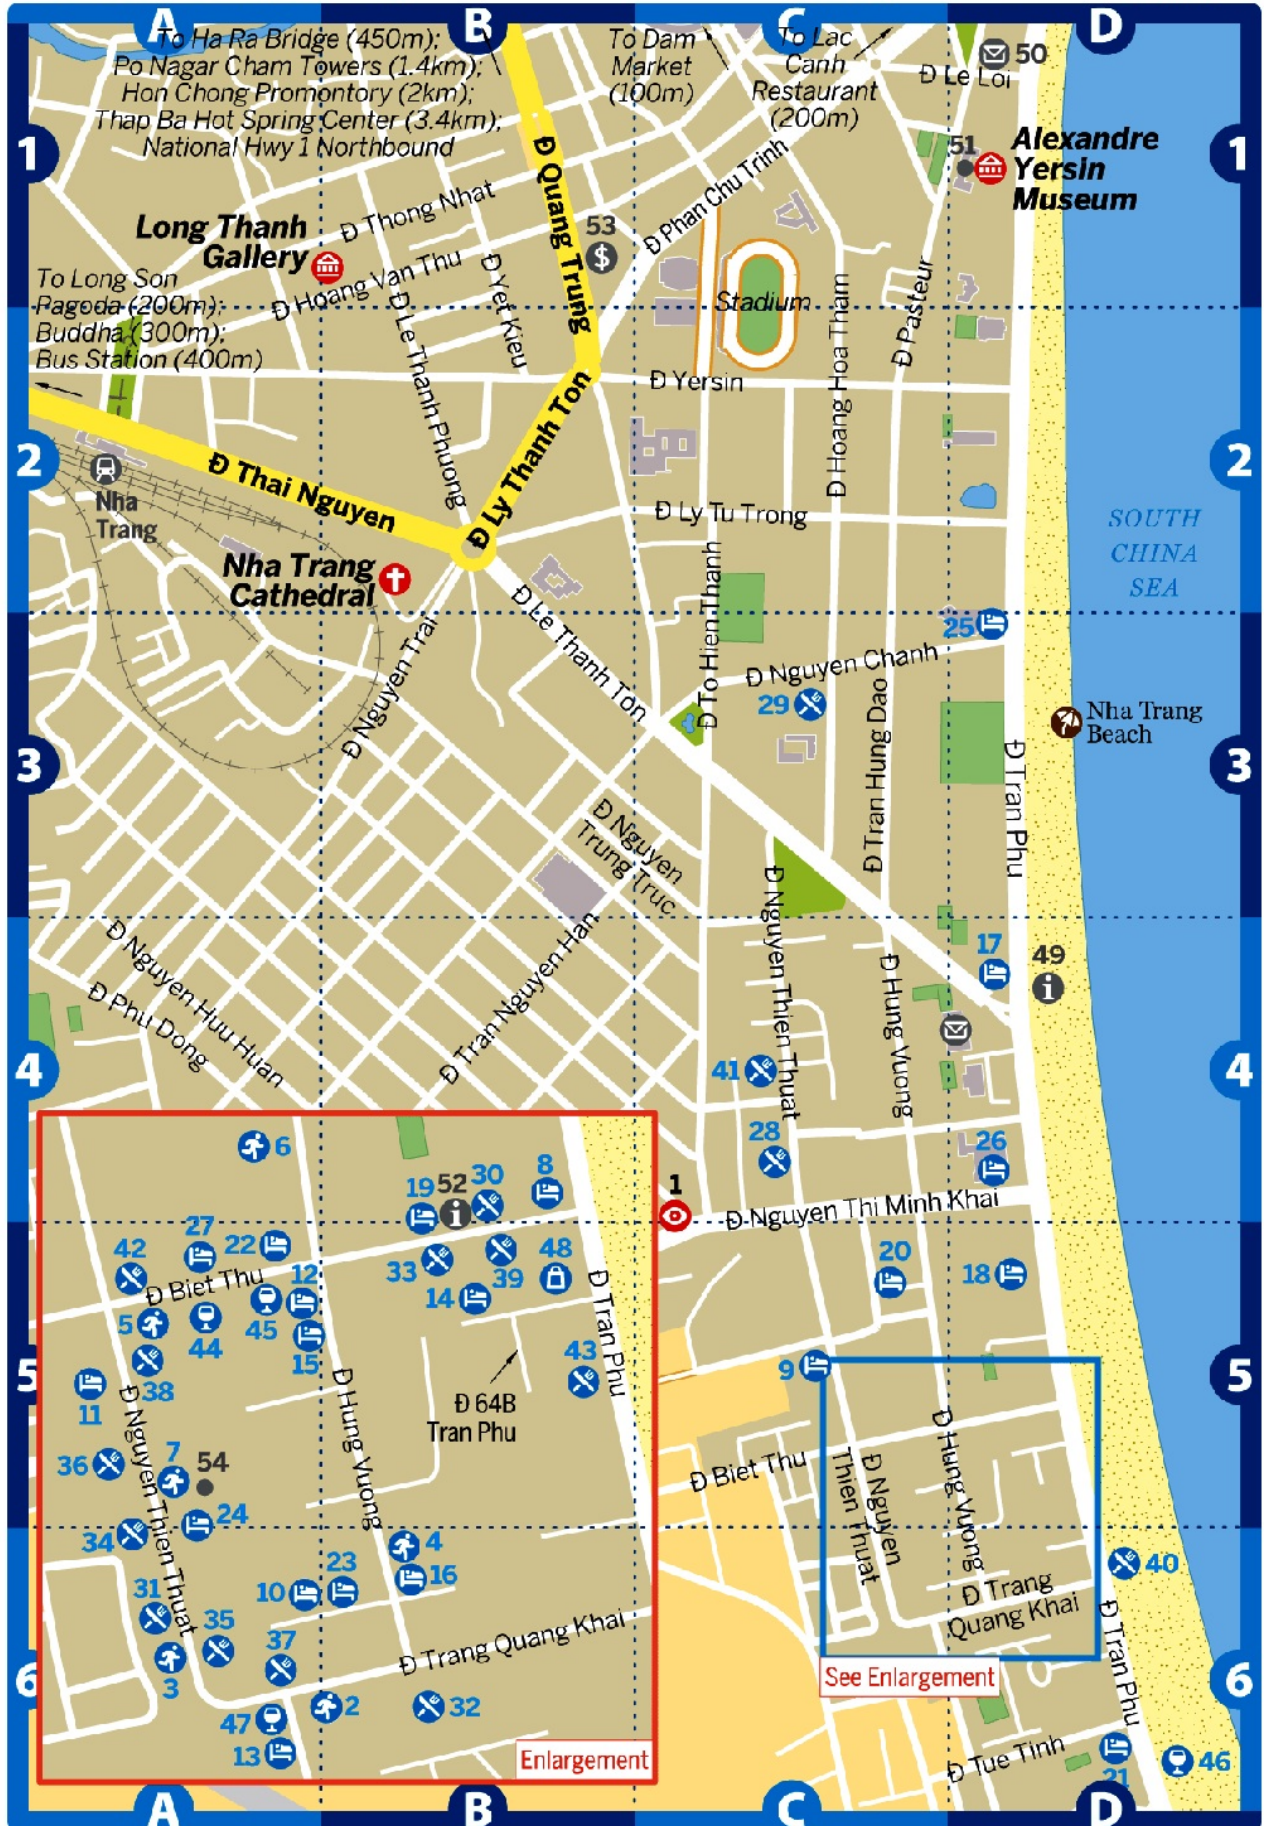 A
B
C
D
To Ha Ra Bridge (450m);
Po Nagar Cham Towers (1.4km);
Hon Chong Promontory (2km);
Thap Ba Hot Spring Center (3.4km);
National Hwy 1 Northbound
To Dam
Market
(100m)
To Lac
Canh
Restaurant
(200m)
50
Đ Le Loi
1
51
Alexandre
Yersin
Museum
1
Đ Quang Trung
Đ Phan Chu Trinh
Đ Thong Nhat
Long Thanh
Gallery
53
$
Đ Hoang Van Thu
Đ Yet Kieu
Đ Le Thanh Phuong
To Long Son
Pagoda (200m);
Buddha (300m);
Bus Station (400m)
Stadium
Đ Hoang Hoa Tham
Đ Pasteur
Đ Yersin
2
Đ Thai Nguyen
Đ Ly Thanh Ton
2
Nha
Trang
Đ Ly Tu Trong
SOUTH
CHINA
SEA
Nha Trang
Cathedral
Đ Le Thanh Ton
Đ To Hien Thanh
25
Đ Nguyen Trai
Đ Nguyen Chanh
29
Đ Tran Hung Dao
Nha Trang
Beach
3
Đ Tran Phu
3
Đ Nguyen
Trung Truc
Đ Nguyen Thien Thuat
Đ Nguyen Huu Huan
Đ Phu Dong
Đ Tran Nguyen Han
Đ Hung Vuong
17
49
i
4
41
4
28
26
6
19
52
i
30
8
1
Đ Nguyen Thi Minh Khai
42
27
22
12
33
39
48
20
18
Đ Biet Thu
14
5
44
45
15
Đ Tran Phu
5
38
11
43
9
5
Đ Nguyen Thien Thuat
Đ Hung Vuong
Đ 64B
Tran Phu
36
7
54
24
Đ Biet Thu
Đ Nguyen
Thien Thuat
Đ Hung Vuong
34
4
16
23
10
40
31
35
37
Đ Trang
Quang Khai
Đ Trang Quang Khai
3
6
See Enlargement
Đ Tran Phu
6
2
32
47
13
Enlargement
Đ Tue Tinh
21
46
A
B
C
D